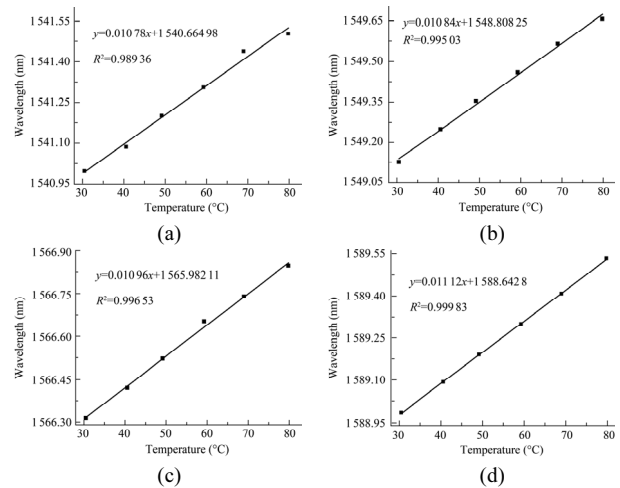 1 541.55
1 541.40
1 541.25
1 541.10
1 540.95
Wavelength (nm)
y=0.010 78x+1 540.664 98
R²=0.989 36
30 40 50 60 70 80
Temperature (°C)
(a)
1 549.65
1 549.50
1 549.35
1 549.20
1 549.05
Wavelength (nm)
y=0.010 84x+1 548.808 25
R²=0.995 03
30 40 50 60 70 80
Temperature (°C)
(b)
1 566.90
1 566.75
1 566.60
1 566.45
1 566.30
Wavelength (nm)
y=0.010 96x+1 565.982 11
R²=0.996 53
30 40 50 60 70 80
Temperature (°C)
(c)
1 589.55
1 589.40
1 589.25
1 589.10
1 588.95
Wavelength (nm)
y=0.011 12x+1 588.642 8
R²=0.999 83
30 40 50 60 70 80
Temperature (°C)
(d)